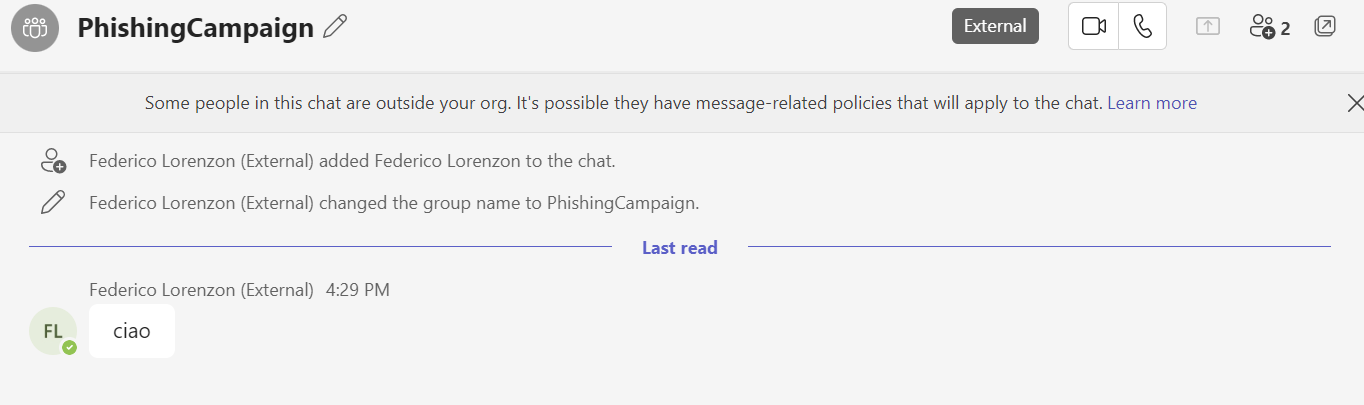 PhishingCampaign External 2
Some people in this chat are outside your org. It's possible they have message-related policies that will apply to the chat. Learn more
Federico Lorenzon (External) added Federico Lorenzon to the chat.
Federico Lorenzon (External) changed the group name to PhishingCampaign.
Last read
Federico Lorenzon (External) 4:29 PM
FL ciao